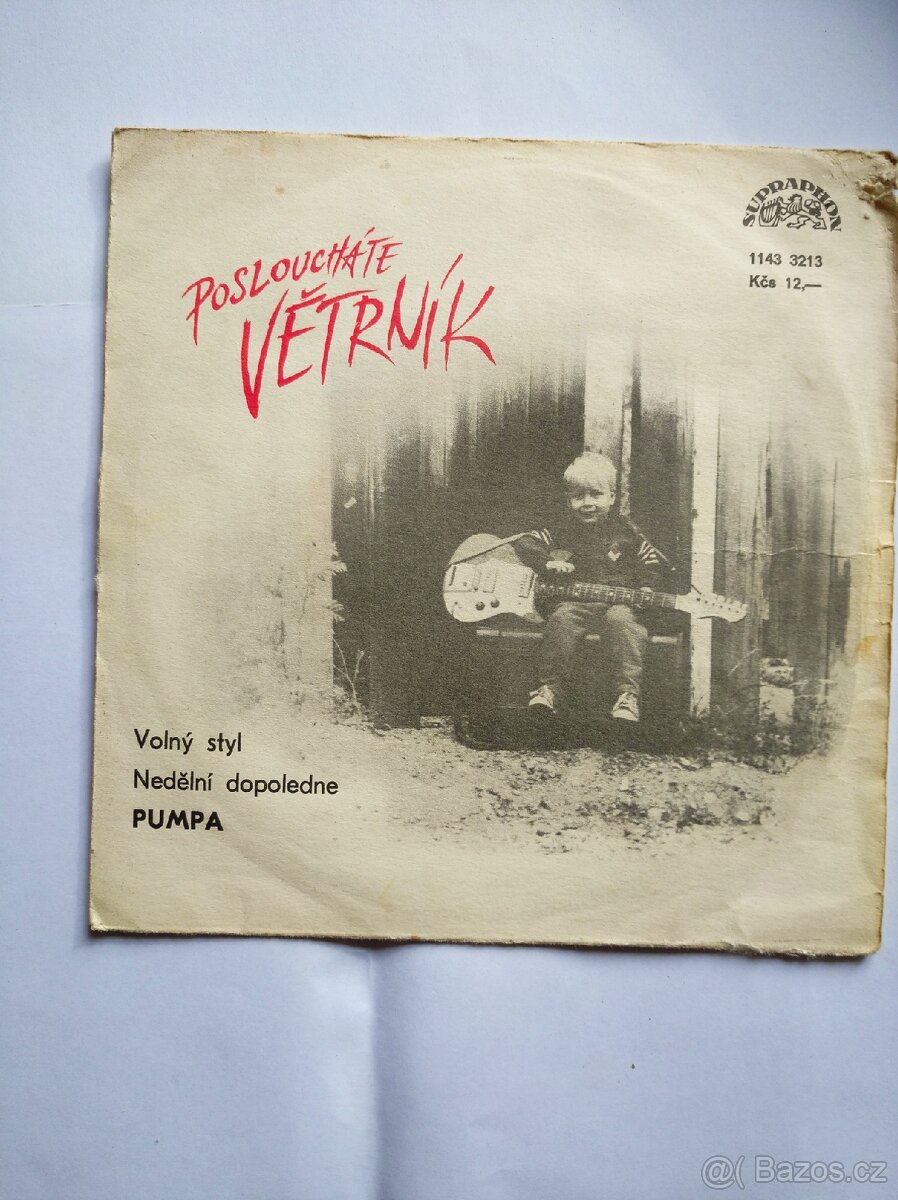 SUPRAPHON
1143 3213
Kčs 12,—
POSLOUCHÁTE
VĚTRNÍK
Volný styl
Nedělní dopoledne
PUMPA
@( Bazos.cz